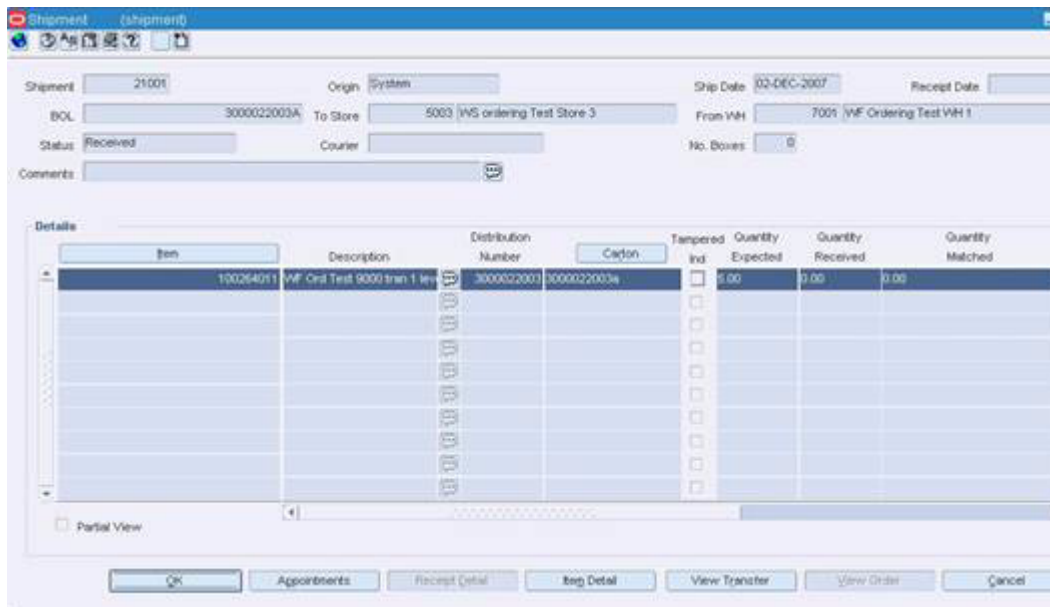 Shipment (shipment)
Shipment 21001 Origin System Ship Date 02-DEC-2007 Receipt Date
BOL 3000022003A To Store 5003 WS ordering Test Store 3 From WH 7001 WF Ordering Test WH 1
Status Received Courier No. Boxes 0
Comments
Details
Item Description Distribution Number Carton Tampered Ind Quantity Expected Quantity Received Quantity Matched
100264011 WF Ord Test 9000 tran 1 leve 3000022003 3000022003a 6.00 0.00 0.00
Partial View
OK Appointments Receipt Detail Item Detail View Transfer View Order Cancel